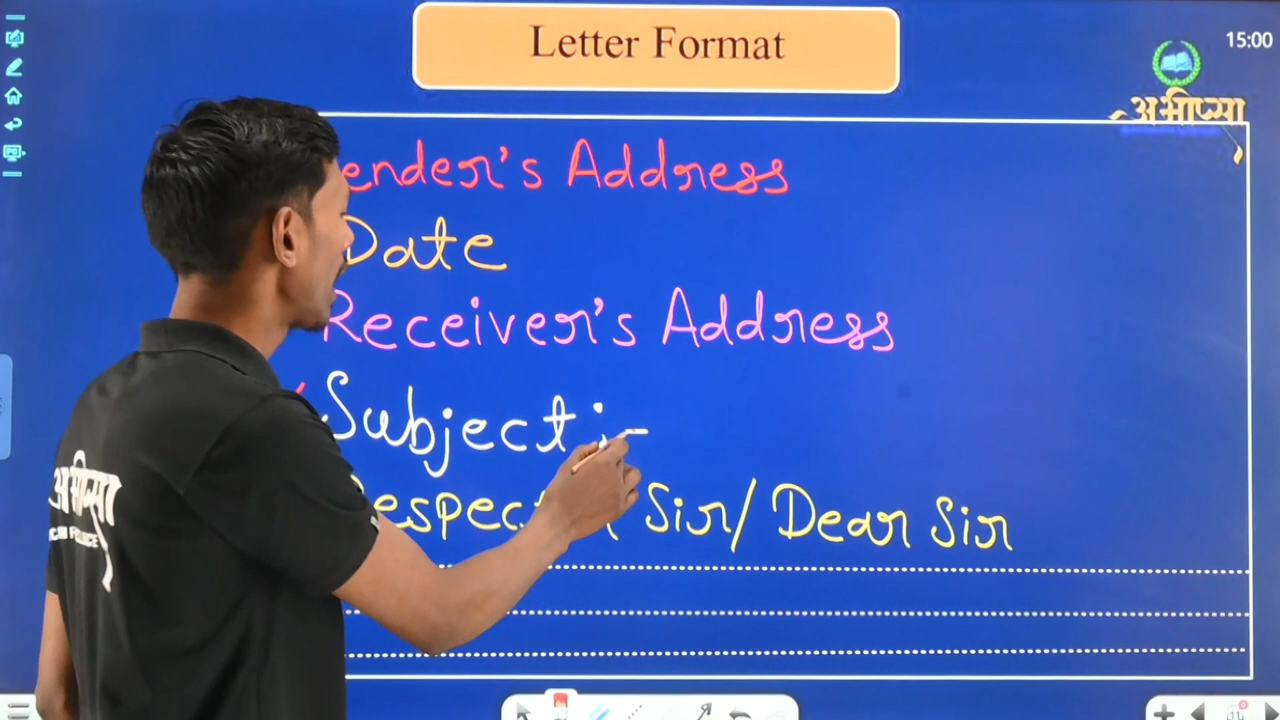 Letter Format
15:00
अभीप्सा
ender's Address
Date
Receiver's Address
Subject :-
Sir/ Dear Sir
अभीप्सा